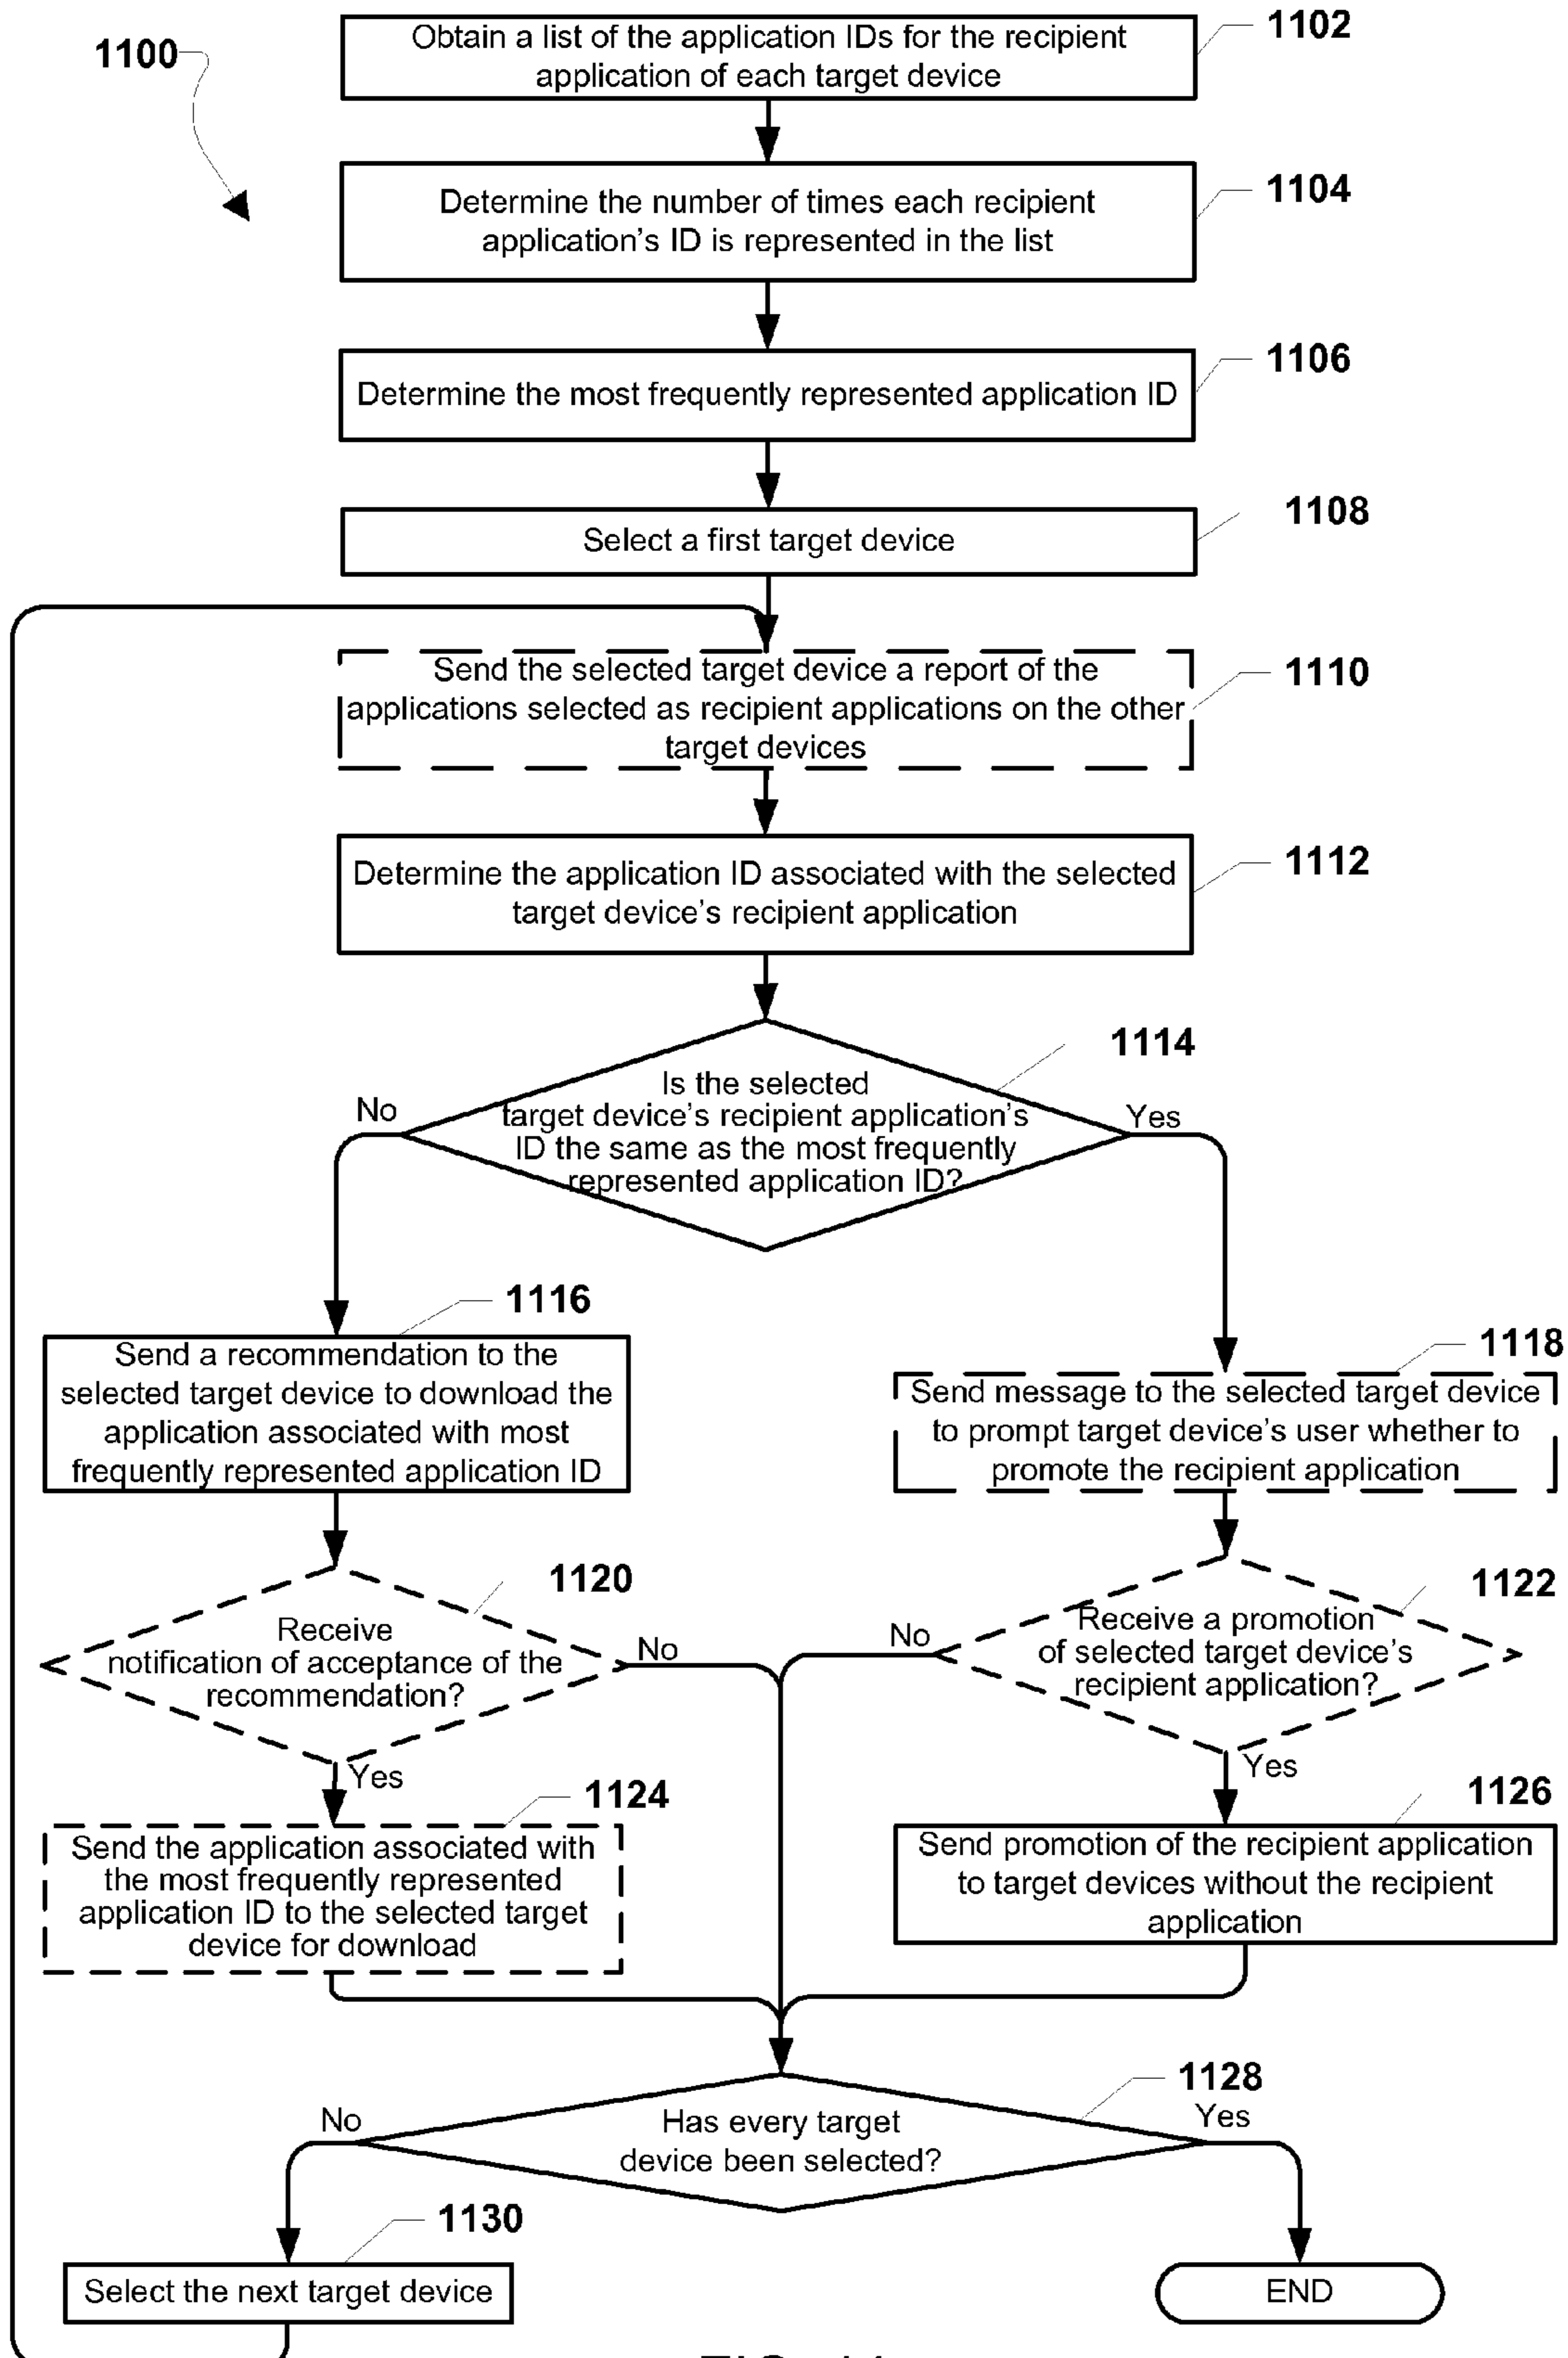 1100
Obtain a list of the application IDs for the recipient
application of each target device
1102
Determine the number of times each recipient
application's ID is represented in the list
1104
Determine the most frequently represented application ID
1106
Select a first target device
1108
Send the selected target device a report of the
applications selected as recipient applications on the other
target devices
1110
Determine the application ID associated with the selected
target device's recipient application
1112
Is the selected
target device's recipient application's
ID the same as the most frequently
represented application ID?
1114
No
Yes
1116
Send a recommendation to the
selected target device to download the
application associated with most
frequently represented application ID
1118
Send message to the selected target device
to prompt target device's user whether to
promote the recipient application
1120
Receive
notification of acceptance of the
recommendation?
No
Yes
1122
Receive a promotion
of selected target device's
recipient application?
No
Yes
1124
Send the application associated with
the most frequently represented
application ID to the selected target
device for download
1126
Send promotion of the recipient application
to target devices without the recipient
application
1128
Has every target
device been selected?
No
Yes
1130
Select the next target device
END